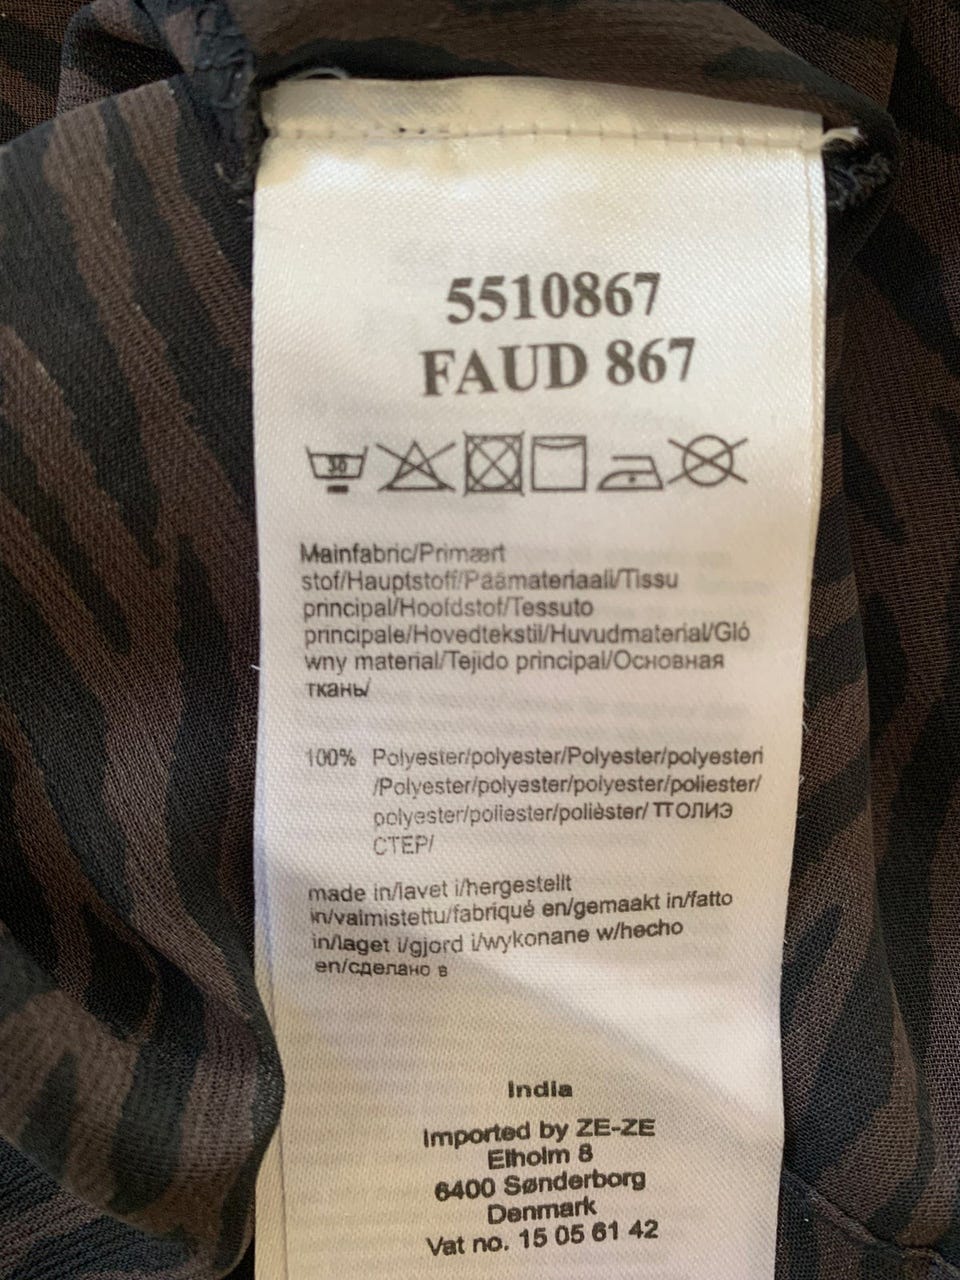 5510867
FAUD 867
30
Mainfabric/Primært
stof/Hauptstoff/Päämateriaali/Tissu
principal/Hoofdstof/Tessuto
principale/Hovedtekstil/Huvudmaterial/Gló
wny material/Tejido principal/Основная
ткань/
100% Polyester/polyester/Polyester/polyesteri
/Polyester/polyester/polyester/poliester/
polyester/poliester/polièster/ ПОЛИЭ
СТЕР/
made in/lavet i/hergestellt
in/valmistettu/fabriqué en/gemaakt in/fatto
in/laget i/gjord i/wykonane w/hecho
en/сделано в
India
Imported by ZE-ZE
Elholm 8
6400 Sønderborg
Denmark
Vat no. 15 05 61 42